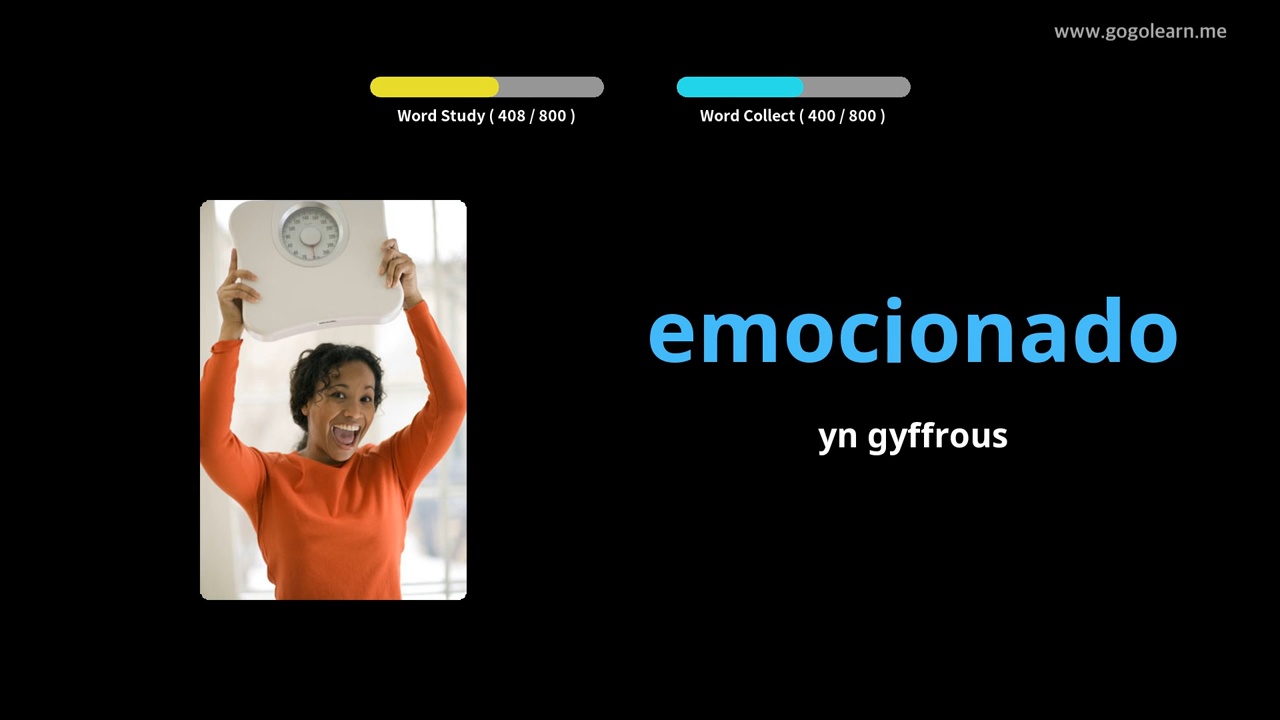 www.gogolearn.me
Word Study ( 408 / 800 )
Word Collect ( 400 / 800 )
emocionado
yn gyffrous